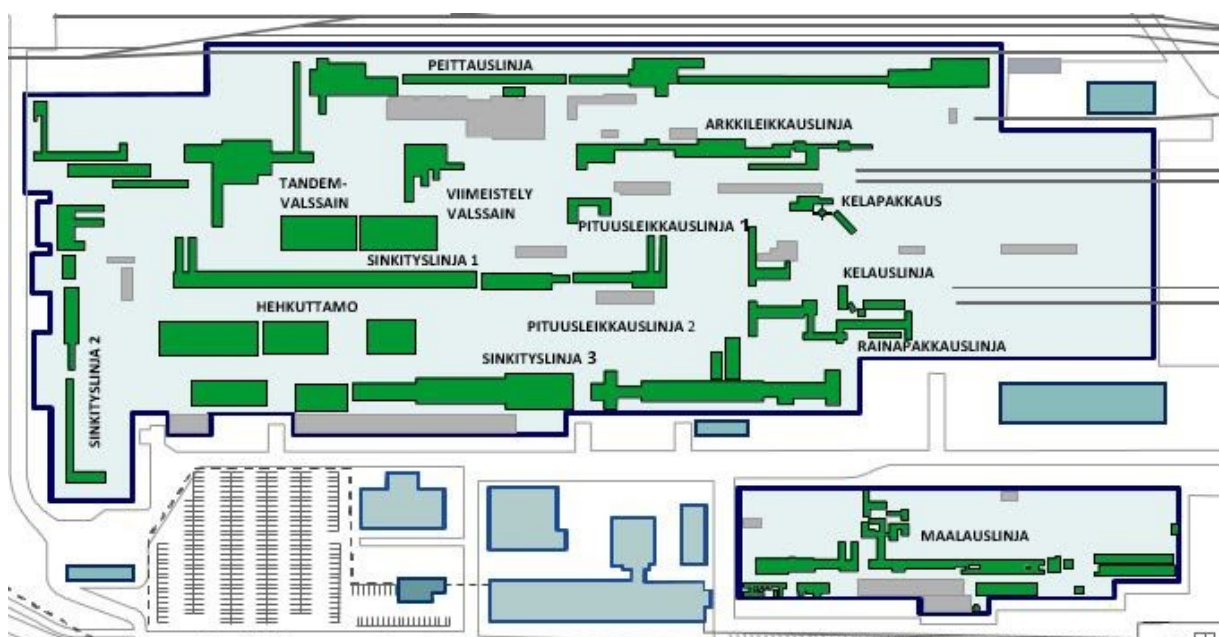 PEITTAUSLINJA
ARKKILEIKKAUSLINJA
TANDEM-
VALSSAIN
VIIMEISTELY
VALSSAIN
KELAPAKKAUS
PITUUSLEIKKAUSLINJA 1
SINKITYSLINJA 1
KELAUSLINJA
HEHKUTTAMO
PITUUSLEIKKAUSLINJA 2
RAINAPAKKAUSLINJA
SINKITYSLINJA 3
SINKITYSLINJA 2
MAALAUSLINJA